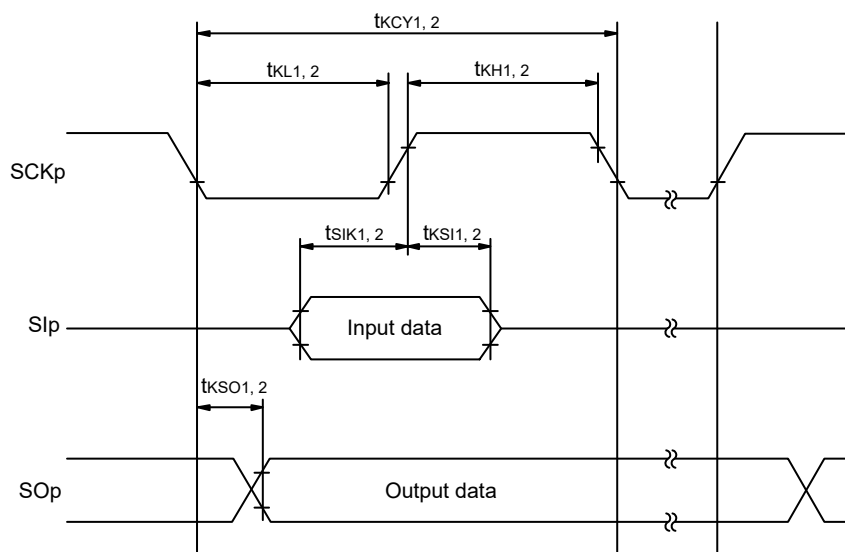 tKCY1, 2
tKL1, 2
tKH1, 2
SCKp
tSIK1, 2
tKSI1, 2
SIp
Input data
tKSO1, 2
SOp
Output data